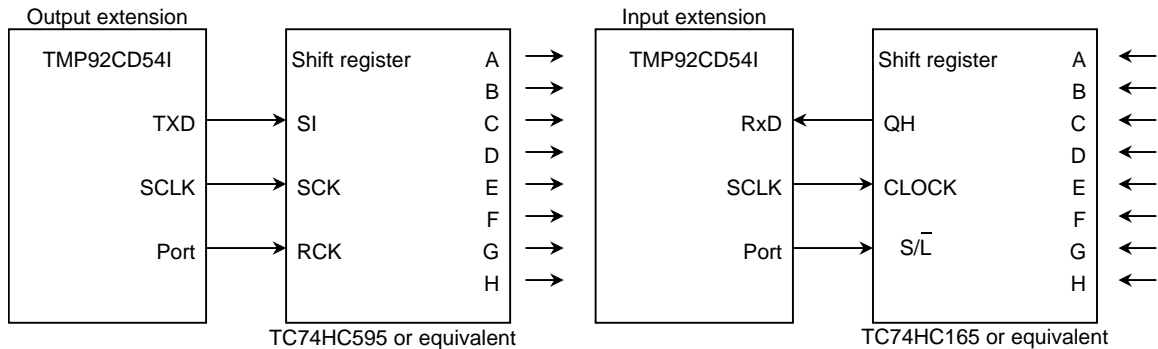 Output extension
TMP92CD54I
TXD
SCLK
Port
Shift register
SI
SCK
RCK
A
B
C
D
E
F
G
H
TC74HC595 or equivalent
Input extension
TMP92CD54I
RxD
SCLK
Port
Shift register
QH
CLOCK
S/L̅
A
B
C
D
E
F
G
H
TC74HC165 or equivalent